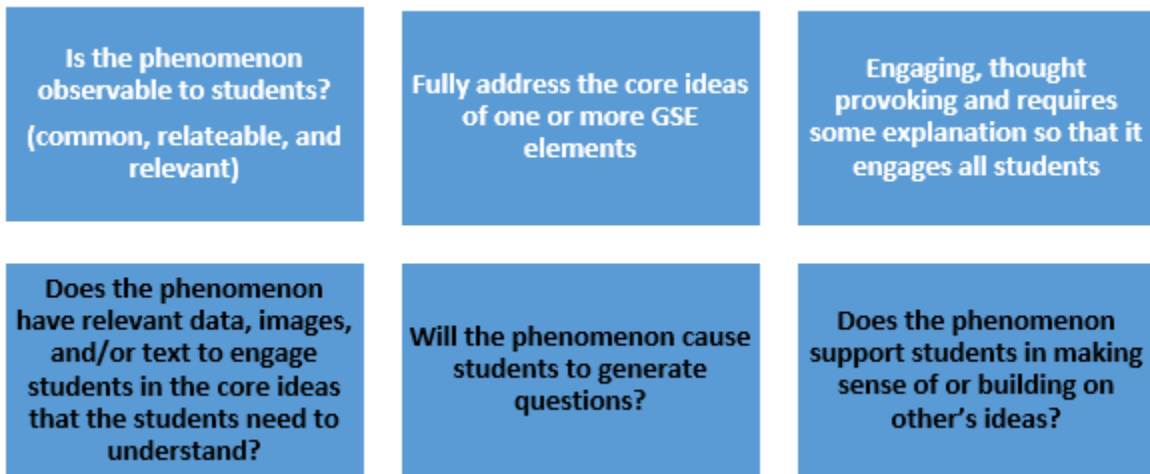 Is the phenomenon
observable to students?
(common, relateable, and
relevant)
Fully address the core ideas
of one or more GSE
elements
Engaging, thought
provoking and requires
some explanation so that it
engages all students
Does the phenomenon
have relevant data, images,
and/or text to engage
students in the core ideas
that the students need to
understand?
Will the phenomenon cause
students to generate
questions?
Does the phenomenon
support students in making
sense of or building on
other's ideas?